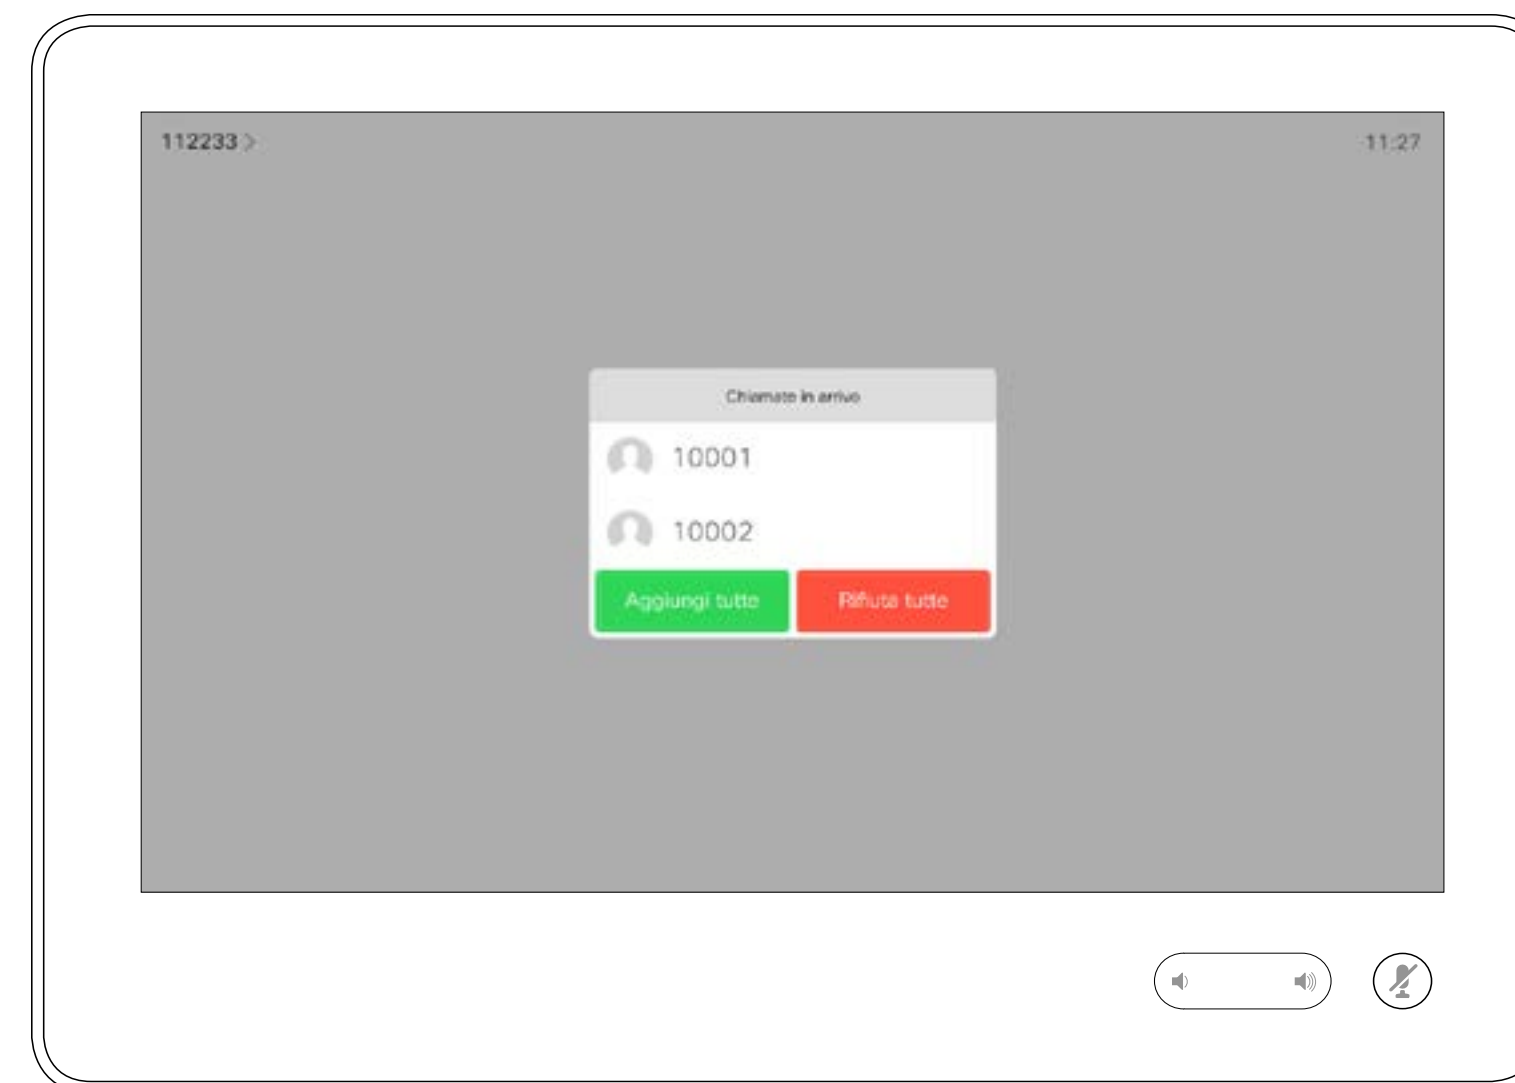 112233 >
11:27
Chiamate in arrivo
10001
10002
Aggiungi tutte
Rifiuta tutte